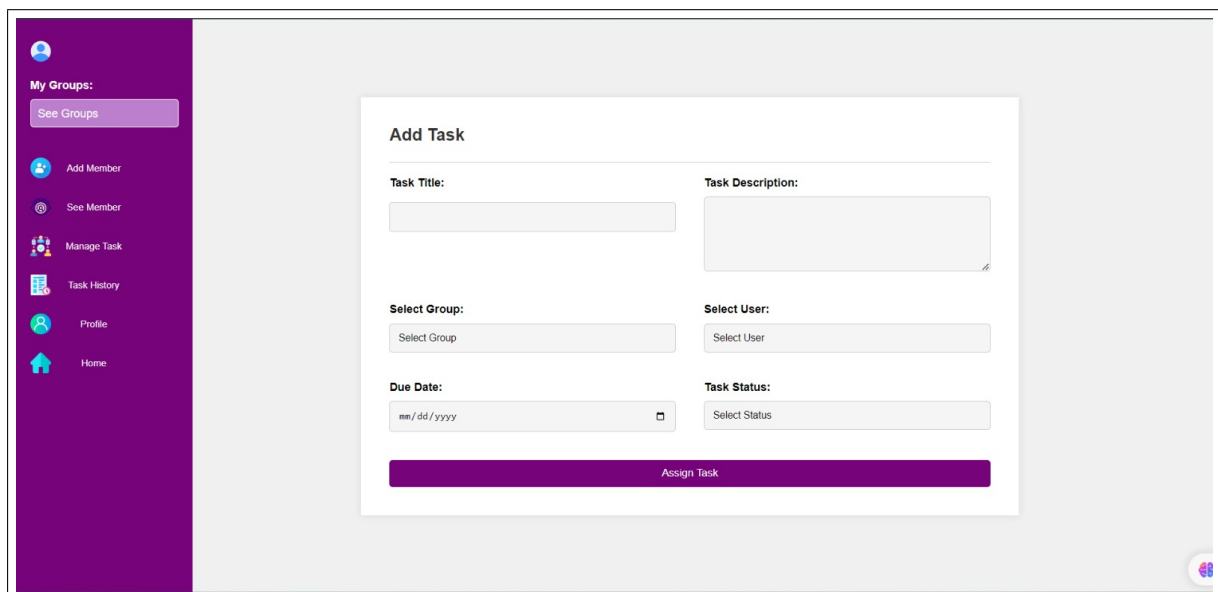 My Groups:
See Groups
Add Member
See Member
Manage Task
Task History
Profile
Home
Add Task
Task Title:
Task Description:
Select Group:
Select Group
Select User:
Select User
Due Date:
mm/dd/yyyy
Task Status:
Select Status
Assign Task